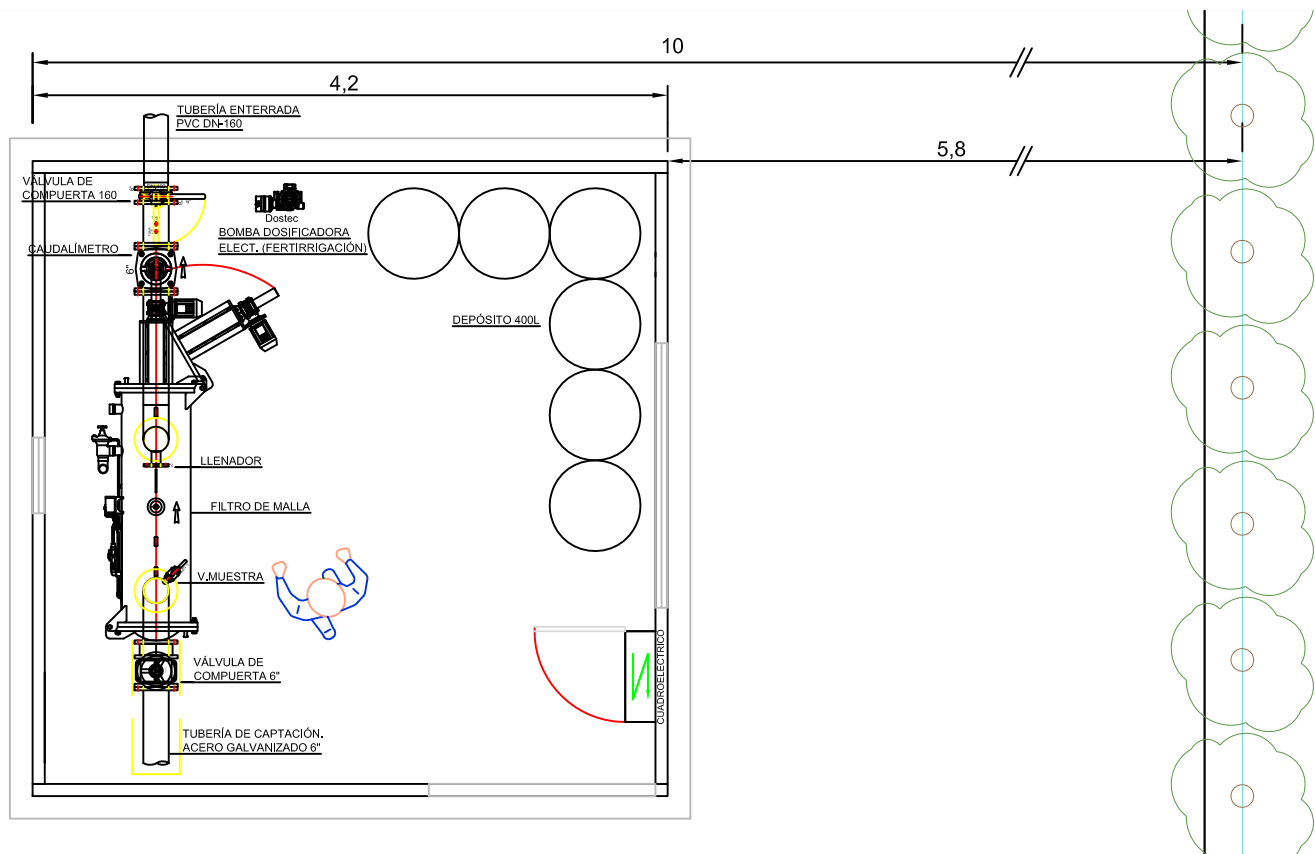 10
4,2
TUBERÍA ENTERRADA
PVC DN-160
5,8
VÁLVULA DE
COMPUERTA 160
Dostec
BOMBA DOSIFICADORA
ELECT. (FERTIRRIGACIÓN)
CAUDALÍMETRO
6"
DEPÓSITO 400L
LLENADOR
FILTRO DE MALLA
V.MUESTRA
VÁLVULA DE
COMPUERTA 6"
CUADROELECTRICO
TUBERÍA DE CAPTACIÓN.
ACERO GALVANIZADO 6"